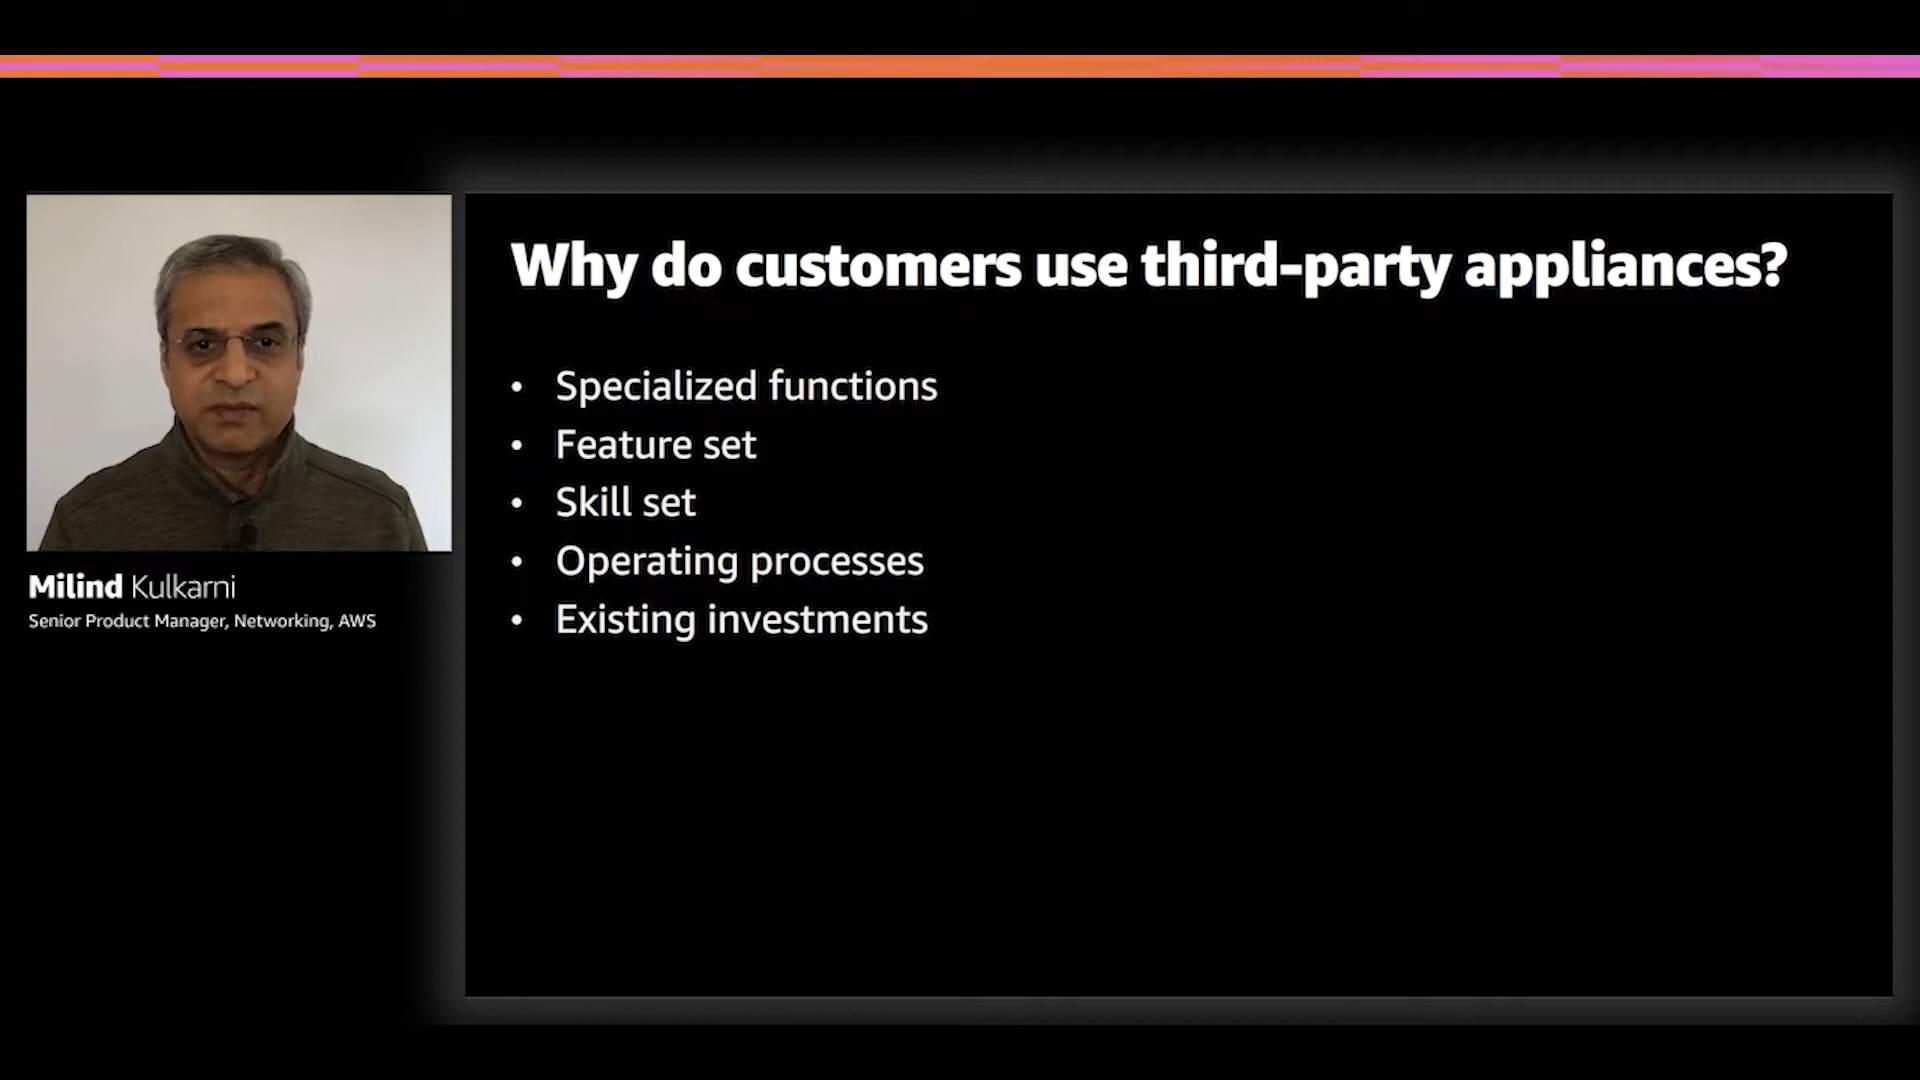 Why do customers use third-party appliances?
• Specialized functions
• Feature set
• Skill set
• Operating processes
• Existing investments
Milind Kulkarni
Senior Product Manager, Networking, AWS